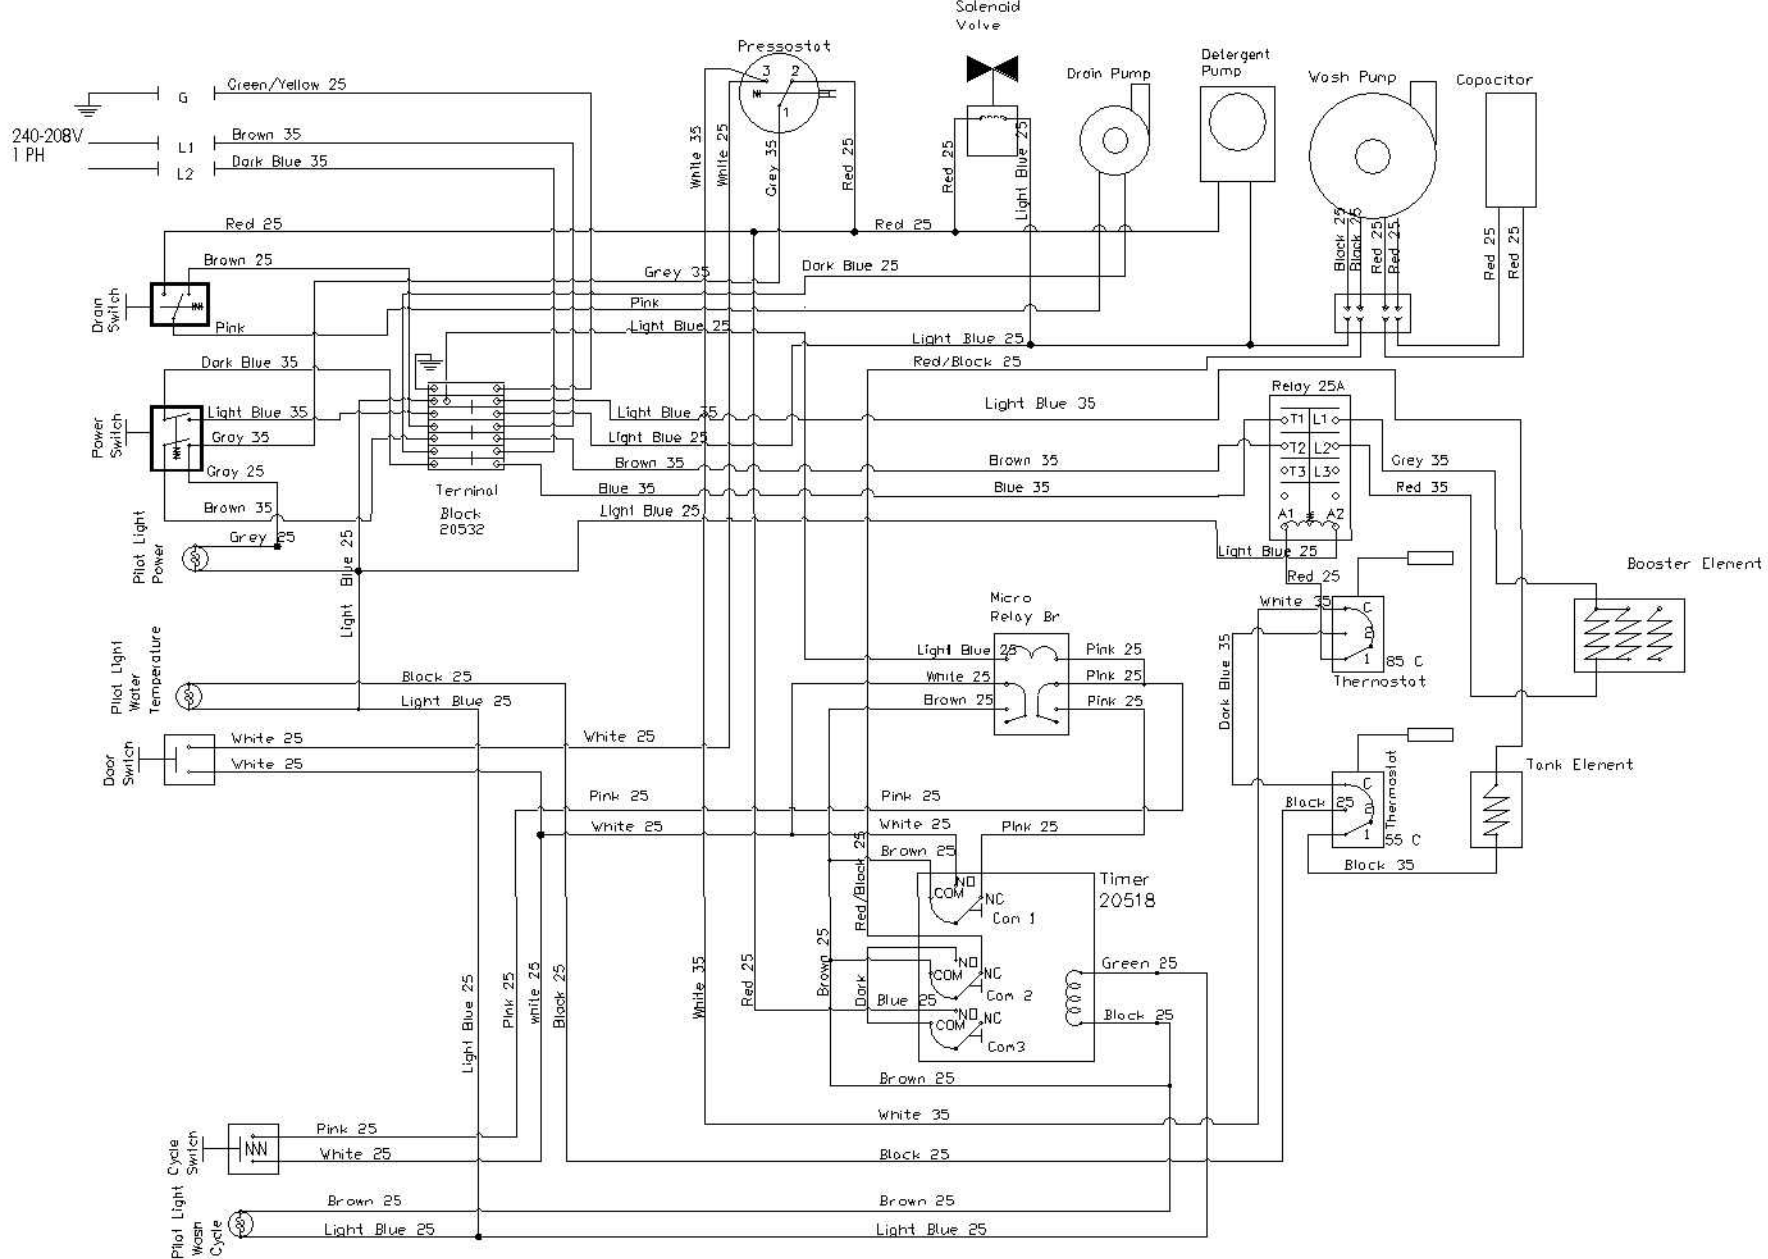 Solenoid
Valve
Pressostat
Drain Pump
Detergent
Pump
Wash Pump
Capacitor
Green/Yellow 25
G
240-208V
1 PH
Brown 35
L1
Dark Blue 35
L2
3 2
1
White 35
White 25
Grey 35
Red 25
Red 25
Light Blue 25
Black 25
Black 25
Red 25
Red 25
Red 25
Red 25
Red 25
Red 25
Brown 25
Grey 35
Dark Blue 25
Drain
Switch
Pink
Pink
Light Blue 25
Light Blue 25
Dark Blue 35
Red/Black 25
Relay 25A
Power
Switch
Light Blue 35
Light Blue 35
Light Blue 35
T1 L1
Gray 35
Light Blue 25
T2 L2
Gray 25
Brown 35
Brown 35
T3 L3
Grey 35
Terminal
Block
20532
Blue 35
Blue 35
Red 35
Brown 35
Light Blue 25
A1 A2
Pilot Light
Power
Grey 25
Light Blue 25
Light Blue 25
Red 25
Booster Element
Micro
Relay Br
White 35
C
2
1
85 C
Thermostat
Dark Blue 35
Pilot Light
Water
Temperature
Light Blue 25
Pink 25
Black 25
White 25
Pink 25
Light Blue 25
Brown 25
Pink 25
Door
Switch
White 25
White 25
White 25
Tank Element
C
2
1
55 C
Thermostat
Black 25
Black 35
Pink 25
Pink 25
White 25
White 25
Pink 25
Brown 25
Red/Black 25
Timer
20518
NO
COM
NC
Com 1
NO
COM
NC
Com 2
Green 25
Dark
Blue 25
NO NC
COM
Com3
Black 25
Light Blue 25
Pink 25
White 25
Black 25
White 35
Red 25
Brown 25
Brown 25
White 35
Cycle
Switch
Pink 25
White 25
Black 25
Pilot Light
Wash
Cycle
Brown 25
Brown 25
Light Blue 25
Light Blue 25